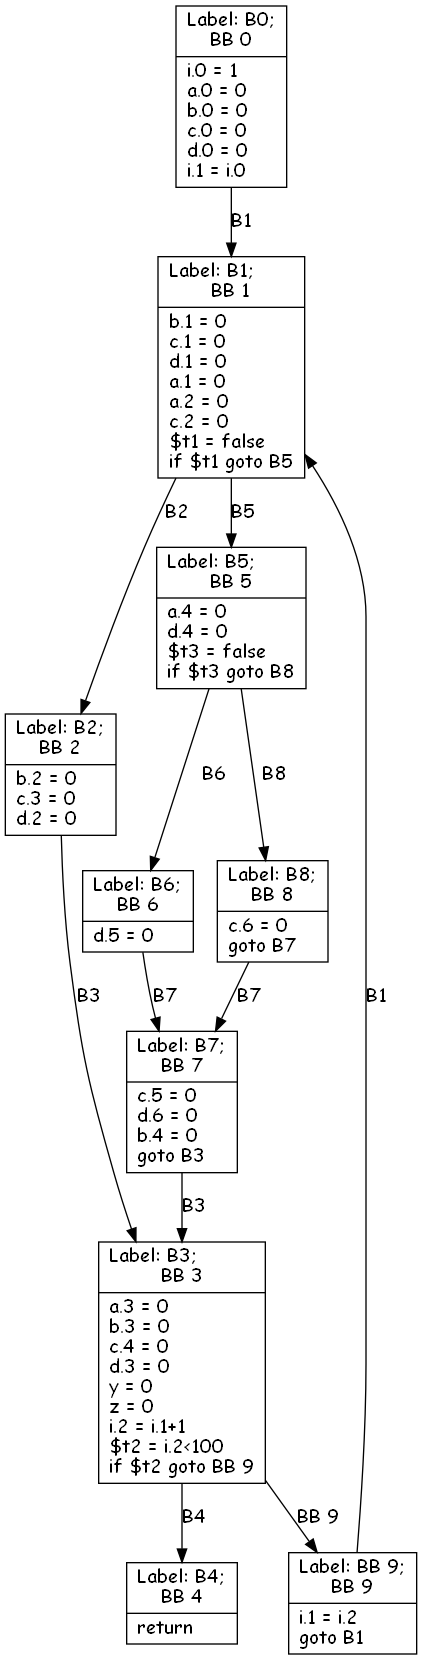 Label: B0;
BB 0
i.0 = 1
a.0 = 0
b.0 = 0
c.0 = 0
d.0 = 0
i.1 = i.0
B1
Label: B1;
BB 1
b.1 = 0
c.1 = 0
d.1 = 0
a.1 = 0
a.2 = 0
c.2 = 0
$t1 = false
if $t1 goto B5
B2
B5
Label: B5;
BB 5
a.4 = 0
d.4 = 0
$t3 = false
if $t3 goto B8
Label: B2;
BB 2
b.2 = 0
c.3 = 0
d.2 = 0
B6
B8
Label: B6;
BB 6
d.5 = 0
Label: B8;
BB 8
c.6 = 0
goto B7
B3
B7
B7
B1
Label: B7;
BB 7
c.5 = 0
d.6 = 0
b.4 = 0
goto B3
B3
Label: B3;
BB 3
a.3 = 0
b.3 = 0
c.4 = 0
d.3 = 0
y = 0
z = 0
i.2 = i.1+1
$t2 = i.2<100
if $t2 goto BB 9
B4
BB 9
Label: B4;
BB 4
return
Label: BB 9;
BB 9
i.1 = i.2
goto B1